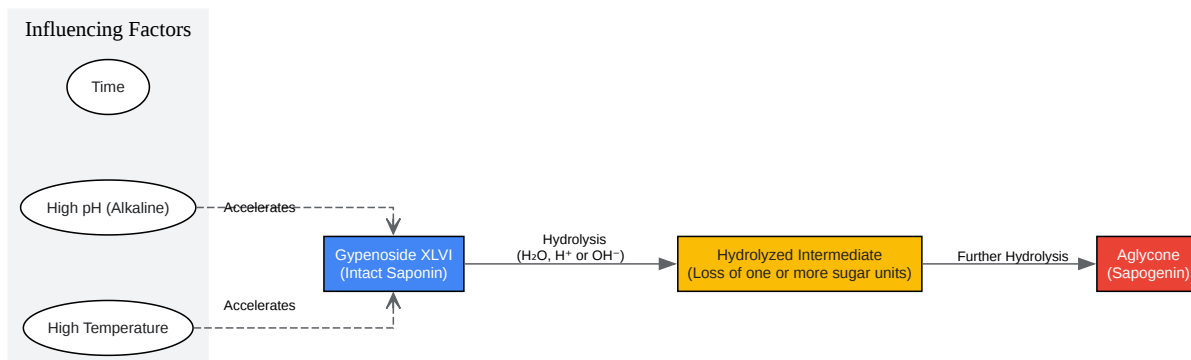 Influencing Factors
Time
High pH (Alkaline)
High Temperature
Accelerates
Accelerates
Gypenoside XLVI
(Intact Saponin)
Hydrolysis
(H₂O, H⁺ or OH⁻)
Hydrolyzed Intermediate
(Loss of one or more sugar units)
Further Hydrolysis
Aglycone
(Sapogenin)